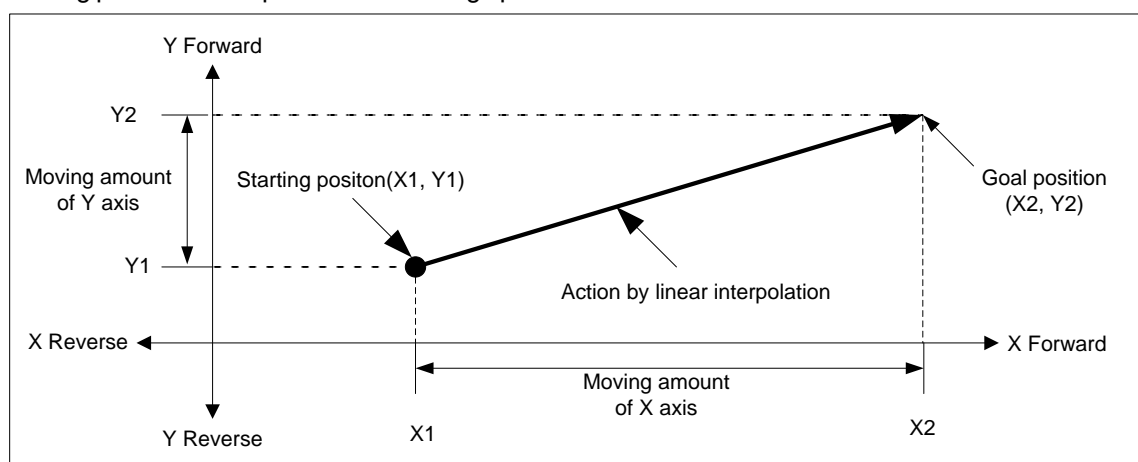 Y Forward
Y2
Moving amount
of Y axis
Starting positon(X1, Y1)
Goal position
(X2, Y2)
Y1
Action by linear interpolation
X Reverse
X Forward
Moving amount
of X axis
Y Reverse
X1
X2